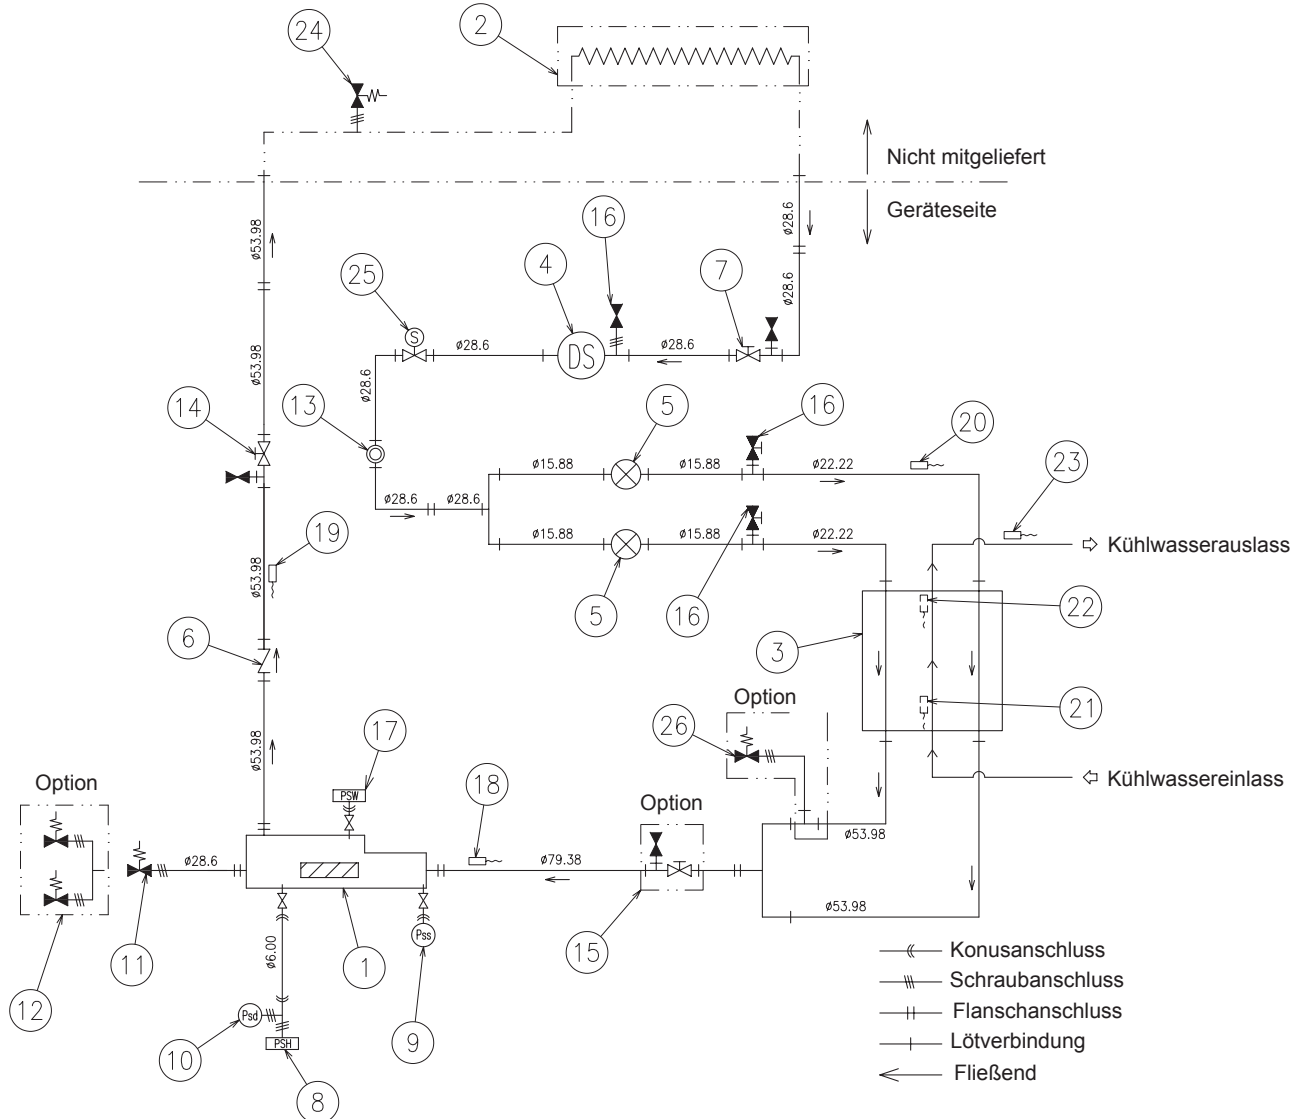 24
2
Nicht mitgeliefert
Geräteseite
ø53.98
ø28.6
16
4
7
25
S
ø28.6
DS
ø28.6
ø28.6
ø53.98
ø28.6
14
13
5
16
20
23
ø15.88
ø15.88
ø22.22
ø28.6
ø28.6
19
ø53.98
ø15.88
ø15.88
ø22.22
Kühlwasserauslass
5
16
22
6
3
21
Option
26
17
ø53.98
Kühlwassereinlass
Option
PSW
18
Option
ø53.98
ø28.6
ø79.38
ø53.98
11
12
ø6.00
Pss
1
15
9
Psd
10
PSH
8
Konusanschluss
Schraubanschluss
Flanschanschluss
Lötverbindung
Fließend